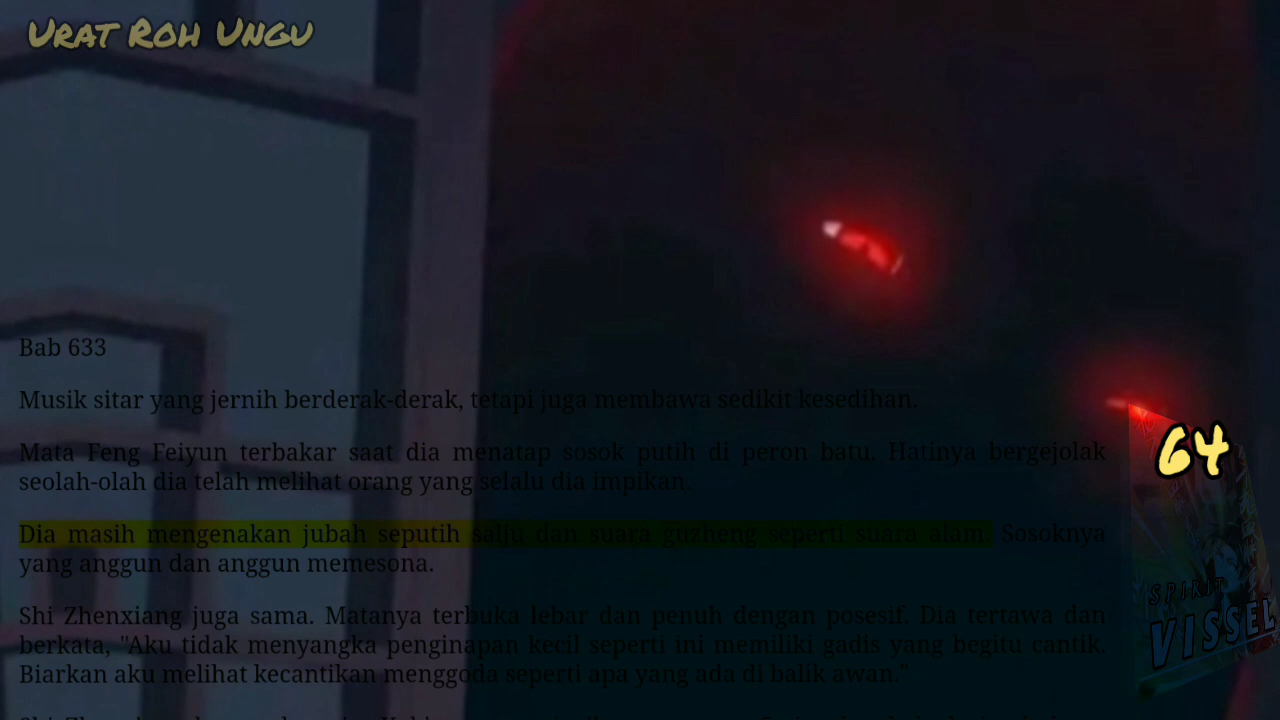 Urat Roh Ungu
Bab 633
Musik sitar yang jernih berderak-derak, tetapi juga membawa sedikit kesedihan.
Mata Feng Feiyun terbakar saat dia menatap sosok putih di peron batu. Hatinya bergejolak
seolah-olah dia telah melihat orang yang selalu dia impikan.
Dia masih mengenakan jubah seputih salju dan suara guzheng seperti suara alam. Sosoknya
yang anggun dan anggun memesona.
Shi Zhenxiang juga sama. Matanya terbuka lebar dan penuh dengan posesif. Dia tertawa dan
berkata, "Aku tidak menyangka penginapan kecil seperti ini memiliki gadis yang begitu cantik.
Biarkan aku melihat kecantikan menggoda seperti apa yang ada di balik awan."
64
SPIRIT
VISSEL